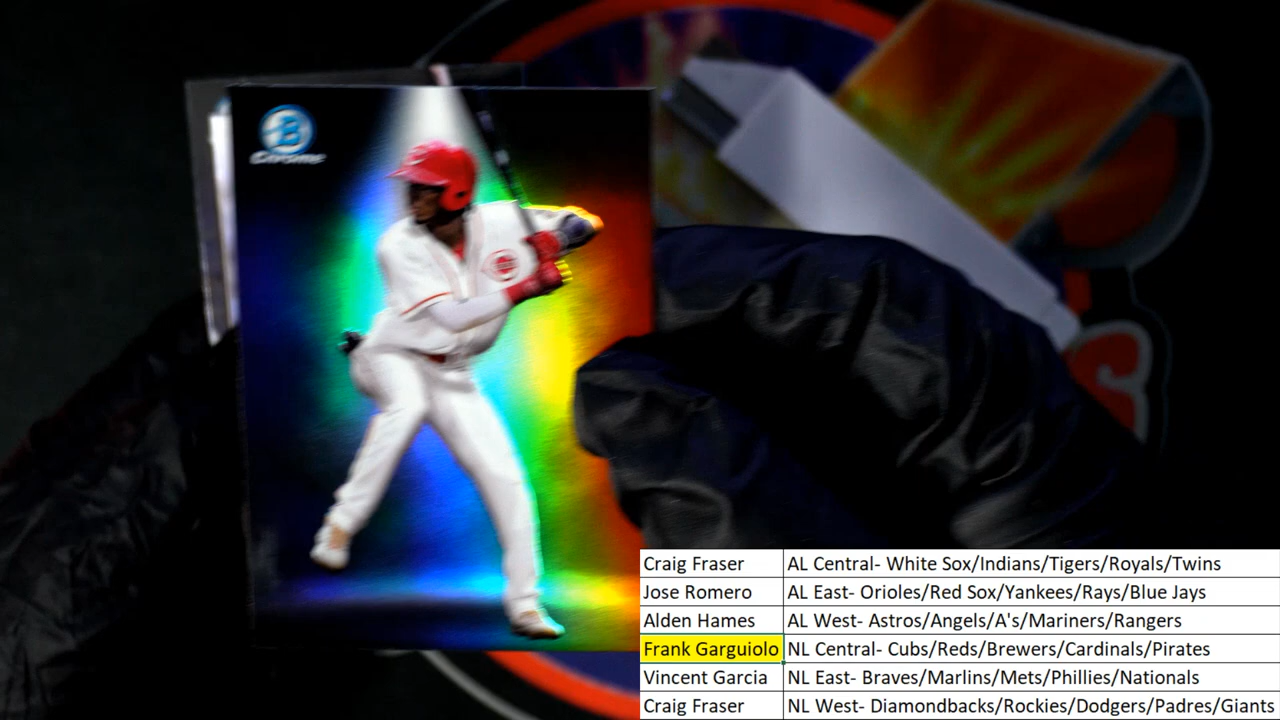 B
Chrome
Craig Fraser AL Central- White Sox/Indians/Tigers/Royals/Twins
Jose Romero AL East- Orioles/Red Sox/Yankees/Rays/Blue Jays
Alden Hames AL West- Astros/Angels/A's/Mariners/Rangers
Frank Garguiolo NL Central- Cubs/Reds/Brewers/Cardinals/Pirates
Vincent Garcia NL East- Braves/Marlins/Mets/Phillies/Nationals
Craig Fraser NL West- Diamondbacks/Rockies/Dodgers/Padres/Giants